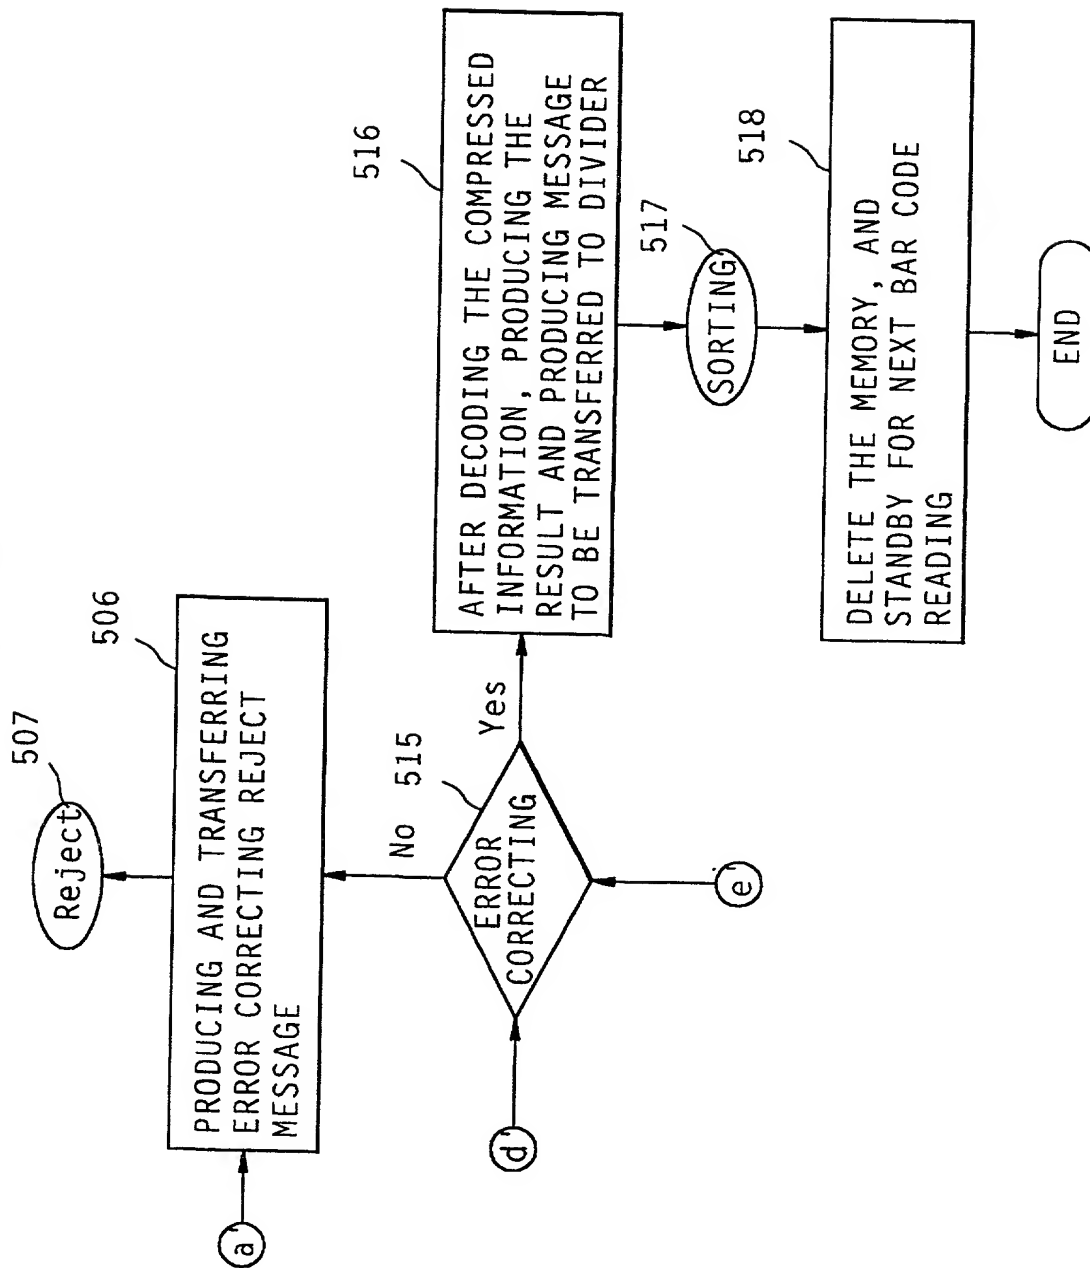 507
Reject
506
PRODUCING AND TRANSFERRING
ERROR CORRECTING REJECT
MESSAGE
a'
No
515
ERROR
CORRECTING
Yes
d'
e'
516
AFTER DECODING THE COMPRESSED
INFORMATION, PRODUCING THE
RESULT AND PRODUCING MESSAGE
TO BE TRANSFERRED TO DIVIDER
517
SORTING
518
DELETE THE MEMORY, AND
STANDBY FOR NEXT BAR CODE
READING
END